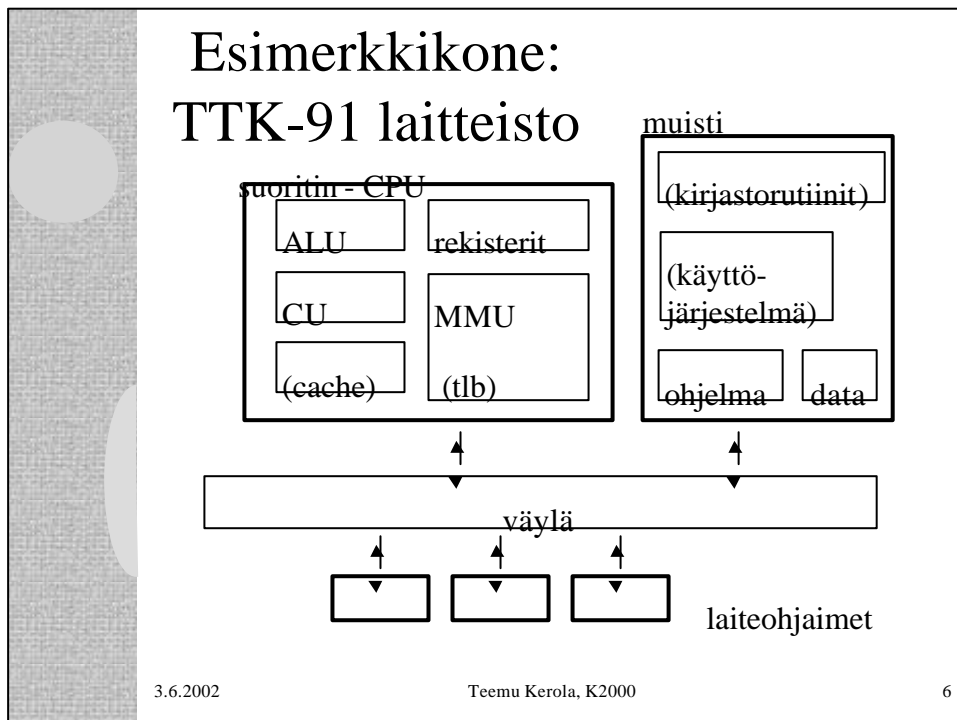 Esimerkkikone:
TTK-91 laitteisto
suoritin - CPU
ALU
rekisterit
CU
MMU
(cache)
(tlb)
muisti
(kirjastorutiinit)
(käyttö-
järjestelmä)
ohjelma
data
väylä
laiteohjaimet
3.6.2002
Teemu Kerola, K2000
6